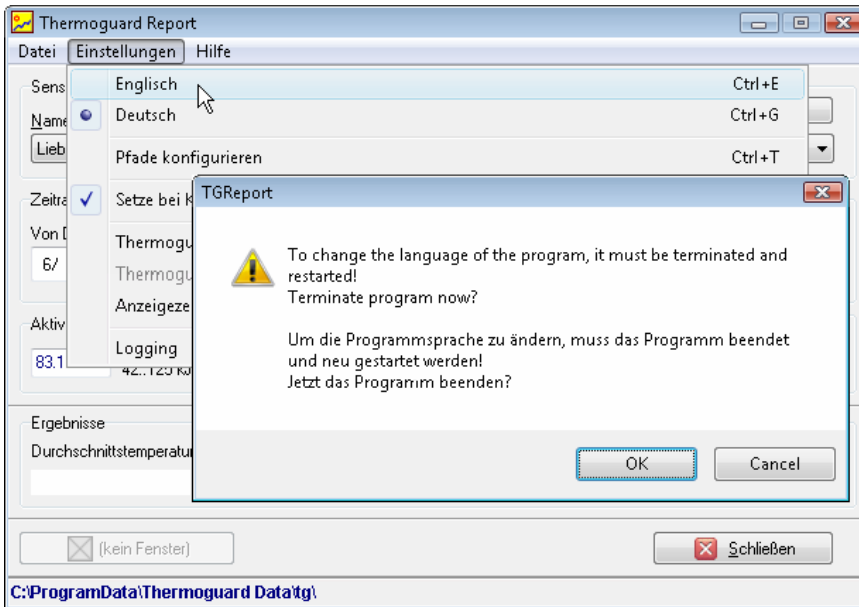 Thermoguard Report
Datei Einstellungen Hilfe
Sens
Englisch Ctrl+E
Name
Deutsch Ctrl+G
Lieb
Pfade konfigurieren Ctrl+T
Zeitra
Setze bei K
TGReport
Von D
Thermogu
6/
Thermogu
Anzeigeze
To change the language of the program, it must be terminated and
restarted!
Terminate program now?
Um die Programmsprache zu ändern, muss das Programm beendet
und neu gestartet werden!
Jetzt das Programm beenden?
Aktiv
Logging
83.1
Ergebnisse
Durchschnittstemperatur
OK Cancel
(kein Fenster) Schließen
C:\ProgramData\Thermoguard Data\tg\